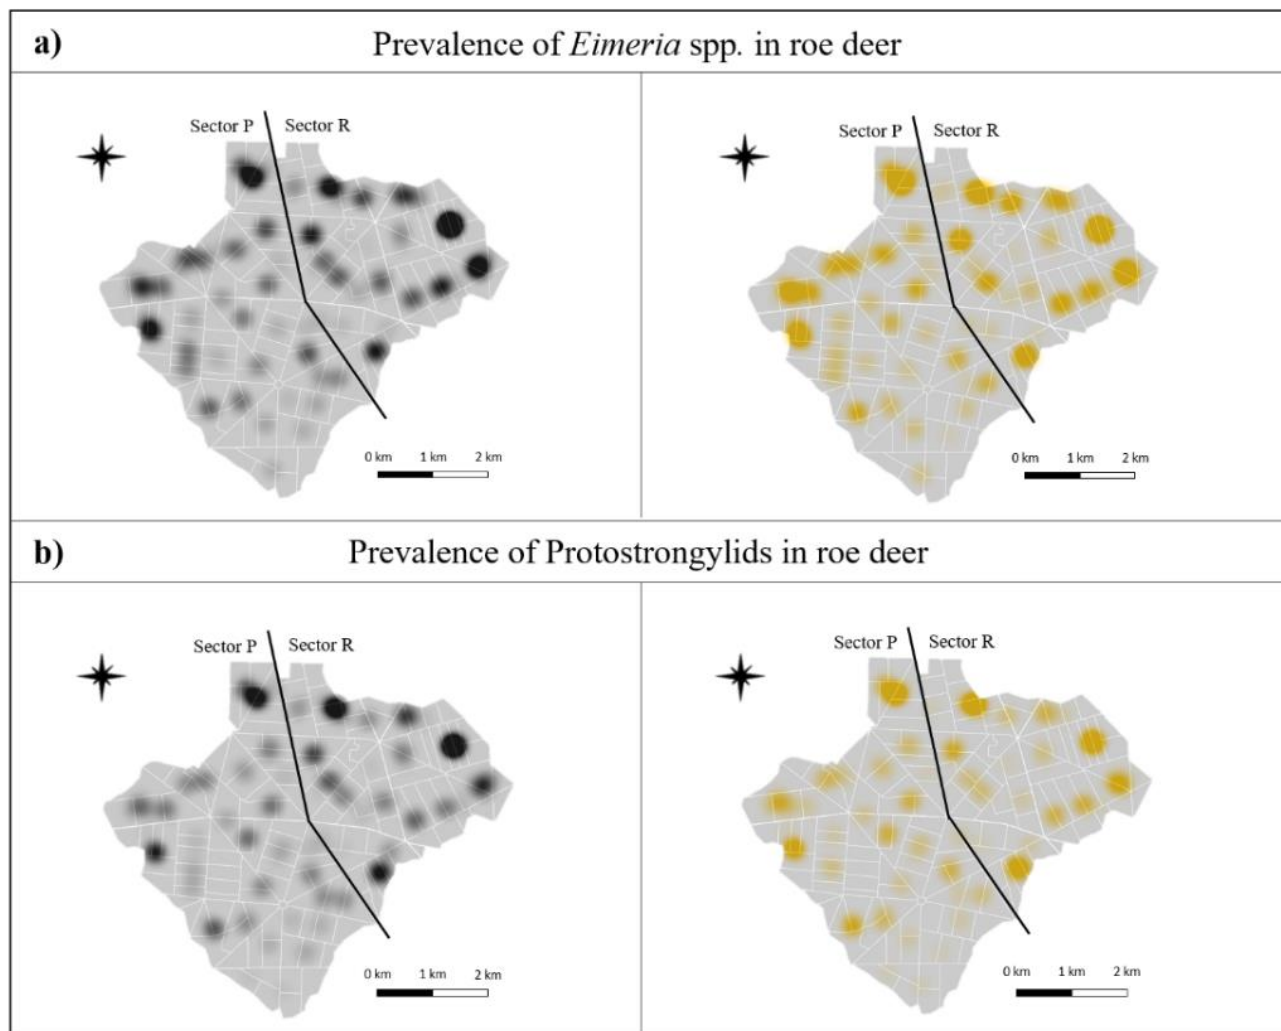 a) Prevalence of Eimeria spp. in roe deer
Sector P Sector R
0 km 1 km 2 km
Sector P Sector R
0 km 1 km 2 km
b) Prevalence of Protostrongylids in roe deer
Sector P Sector R
0 km 1 km 2 km
Sector P Sector R
0 km 1 km 2 km